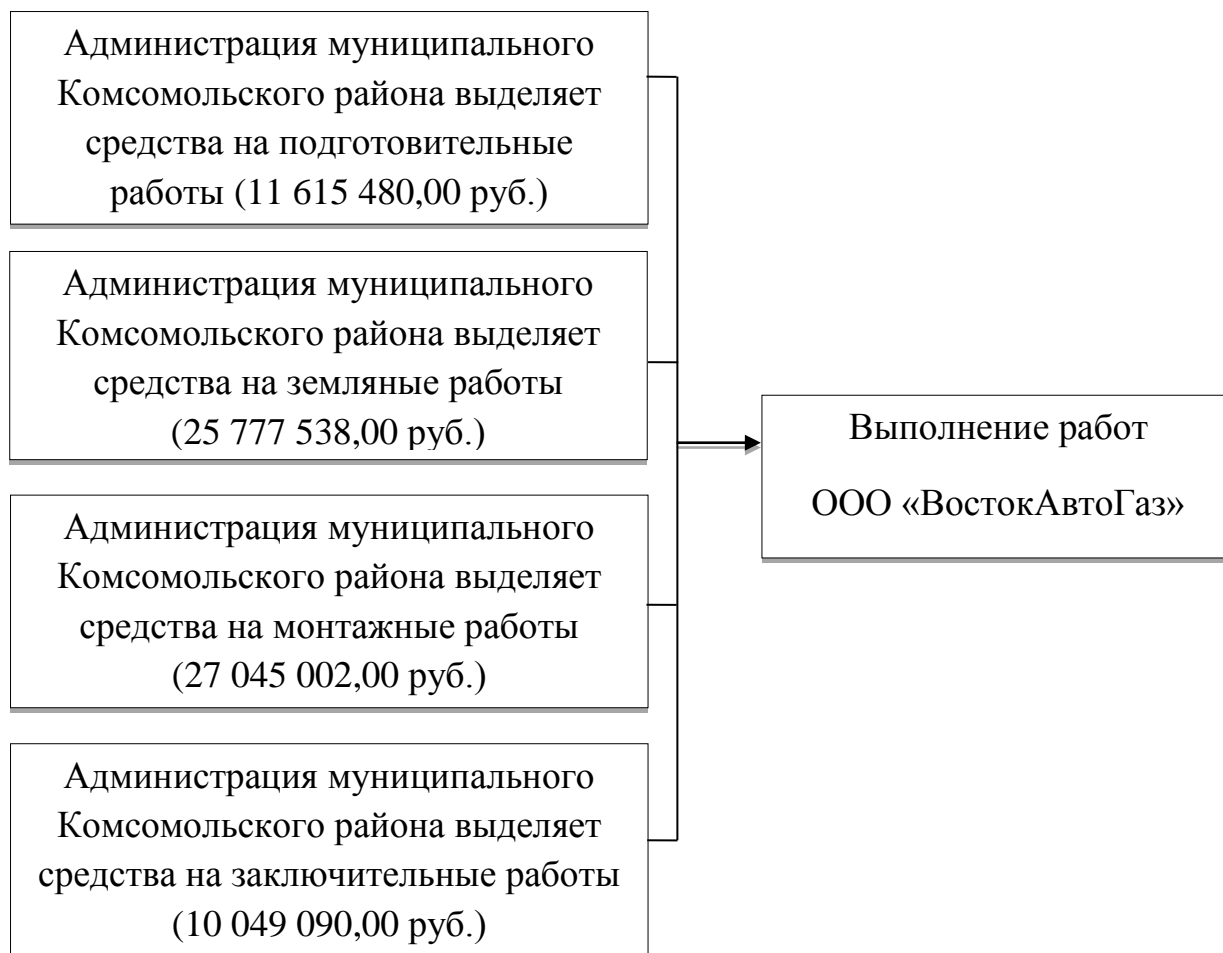 Администрация муниципального
Комсомольского района выделяет
средства на подготовительные
работы (11 615 480,00 руб.)
Администрация муниципального
Комсомольского района выделяет
средства на земляные работы
(25 777 538,00 руб.)
Администрация муниципального
Комсомольского района выделяет
средства на монтажные работы
(27 045 002,00 руб.)
Администрация муниципального
Комсомольского района выделяет
средства на заключительные работы
(10 049 090,00 руб.)
Выполнение работ
ООО «ВостокАвтоГаз»